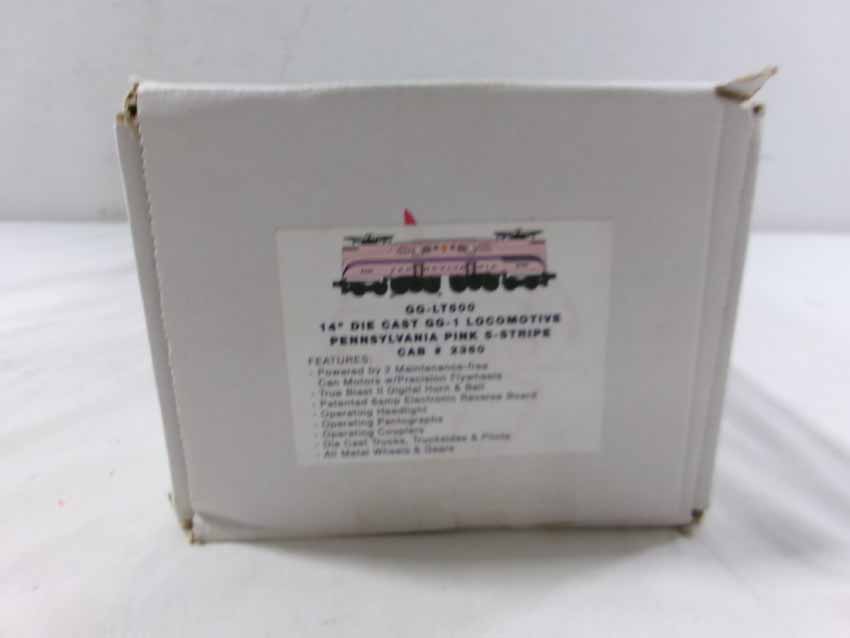 GG-LT600
14" DIE CAST GG-1 LOCOMOTIVE
PENNSYLVANIA PINK 5-STRIPE
CAB # 2360
FEATURES:
- Powered by 2 Maintenance-free
Can Motors w/Precision Flywheels
- True Blast II Digital Horn & Bell
- Patented 6amp Electronic Reverse Board
- Operating Headlight
- Operating Pantographs
- Operating Couplers
- Die Cast Trucks, Trucksides & Pilots
- All Metal Wheels & Gears